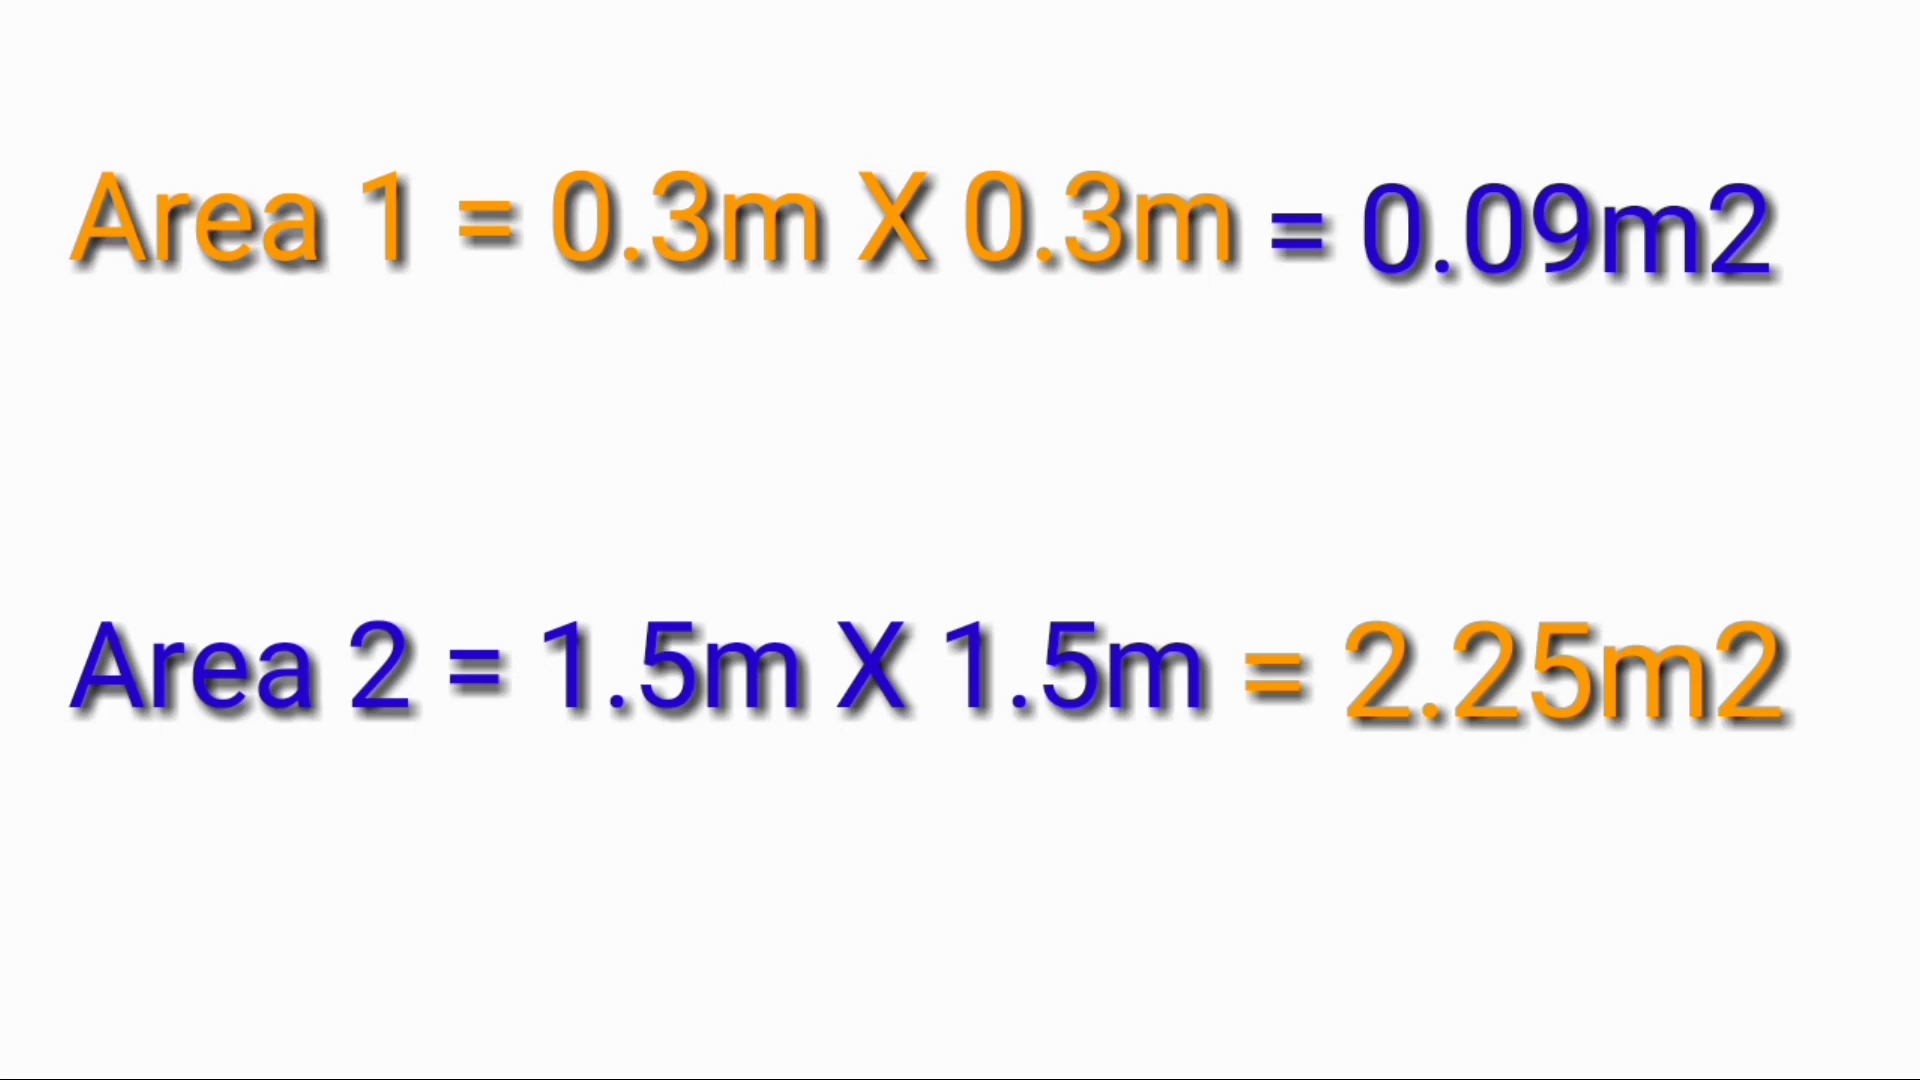 Area 1 = 0.3m X 0.3m = 0.09m2
Area 2 = 1.5m X 1.5m = 2.25m2